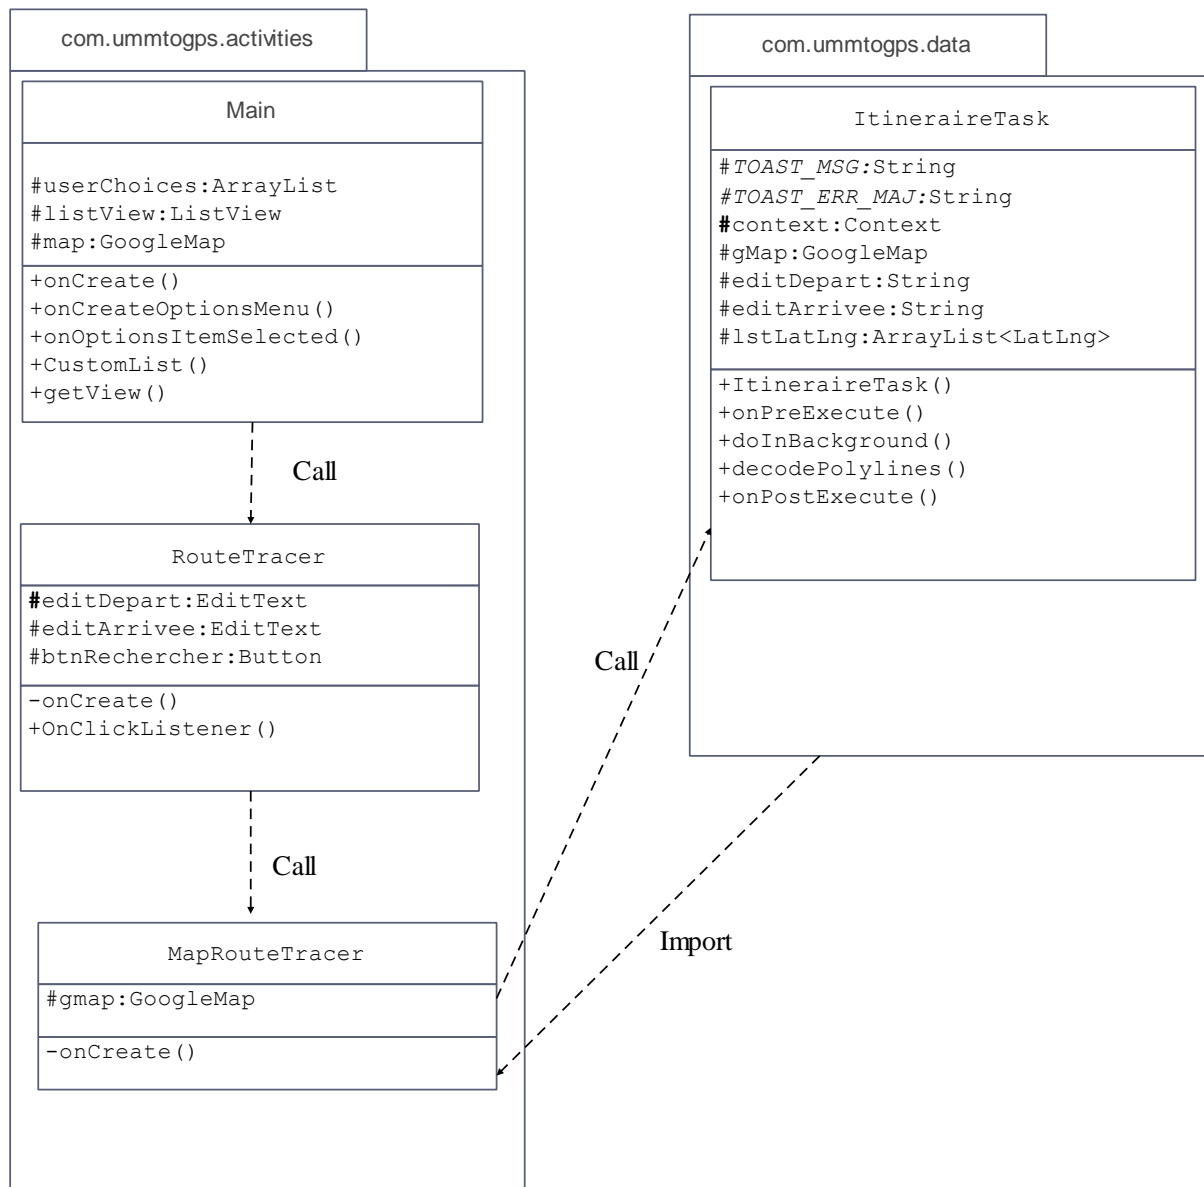 com.ummtogps.activities
Main
#userChoices:ArrayList
#listView:ListView
#map:GoogleMap
+onCreate()
+onCreateOptionsMenu()
+onOptionsItemSelected()
+CustomList()
+getView()
Call
RouteTracer
#editDepart:EditText
#editArrivee:EditText
#btnRechercher:Button
-onCreate()
+OnClickListener()
Call
MapRouteTracer
#gmap:GoogleMap
-onCreate()
com.ummtogps.data
ItineraireTask
#TOAST_MSG:String
#TOAST_ERR_MAJ:String
#context:Context
#gMap:GoogleMap
#editDepart:String
#editArrivee:String
#lstLatLng:ArrayList<LatLng>
+ItineraireTask()
+onPreExecute()
+doInBackground()
+decodePolylines()
+onPostExecute()
Call
Import